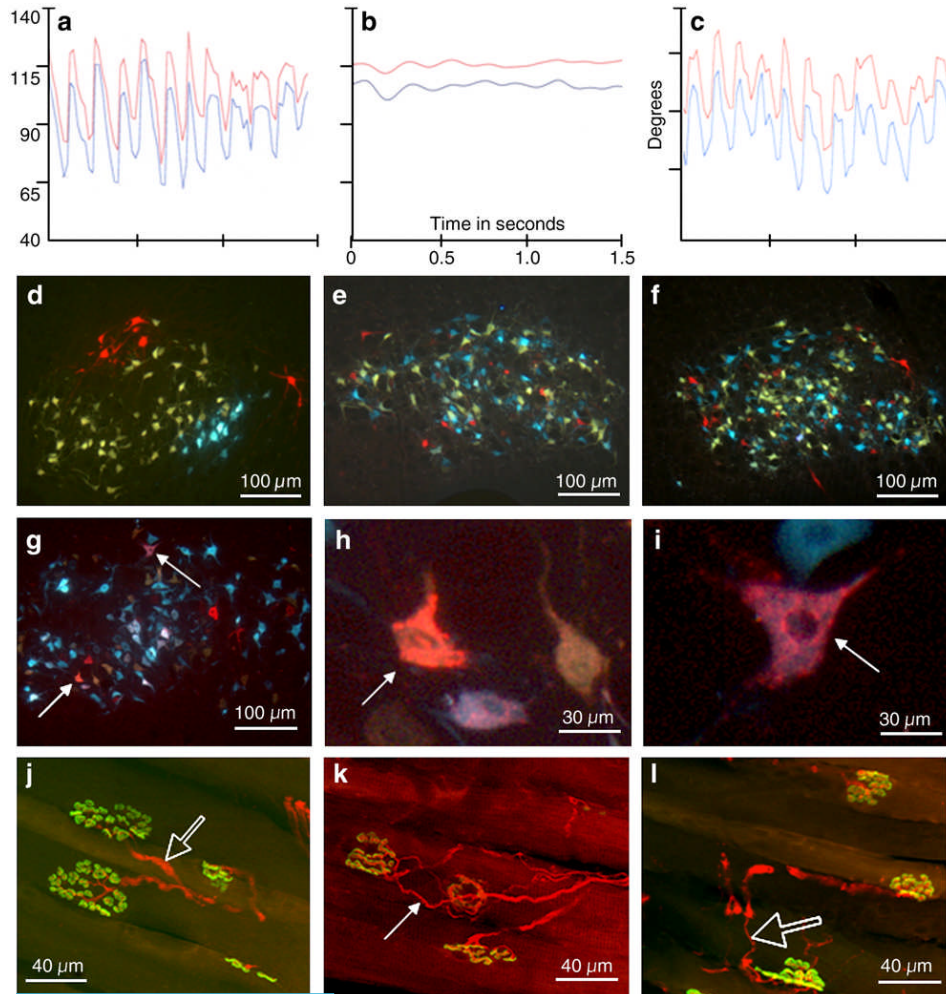 a b c
140
115
90
65
40
Degrees
Time in seconds
0 0.5 1.0 1.5
d e f
100 µm 100 µm 100 µm
g h i
100 µm 30 µm 30 µm
j k l
40 µm 40 µm 40 µm